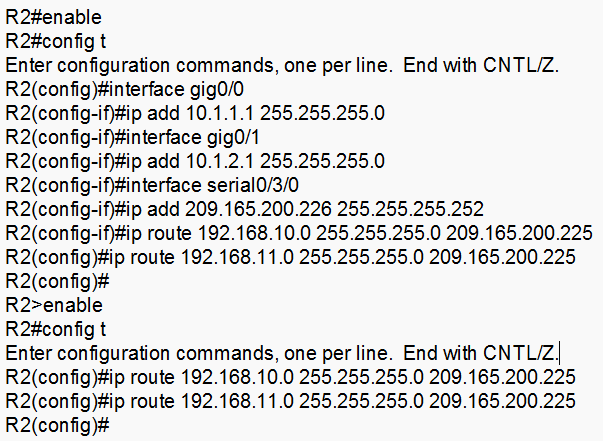 R2#enable
R2#config t
Enter configuration commands, one per line.  End with CNTL/Z.
R2(config)#interface gig0/0
R2(config-if)#ip add 10.1.1.1 255.255.255.0
R2(config-if)#interface gig0/1
R2(config-if)#ip add 10.1.2.1 255.255.255.0
R2(config-if)#interface serial0/3/0
R2(config-if)#ip add 209.165.200.226 255.255.255.252
R2(config-if)#ip route 192.168.10.0 255.255.255.0 209.165.200.225
R2(config)#ip route 192.168.11.0 255.255.255.0 209.165.200.225
R2(config)#
R2>enable
R2#config t
Enter configuration commands, one per line.  End with CNTL/Z.
R2(config)#ip route 192.168.10.0 255.255.255.0 209.165.200.225
R2(config)#ip route 192.168.11.0 255.255.255.0 209.165.200.225
R2(config)#